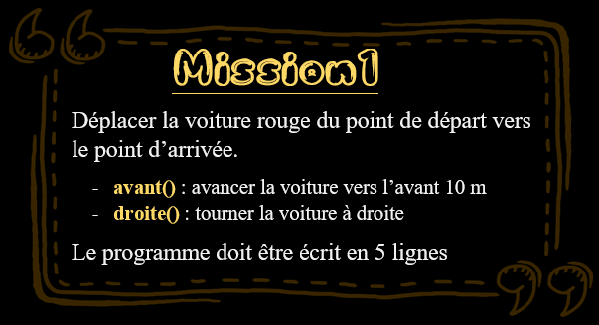 Mission1
Déplacer la voiture rouge du point de départ vers
le point d’arrivée.
- avant() : avancer la voiture vers l’avant 10 m
- droite() : tourner la voiture à droite
Le programme doit être écrit en 5 lignes